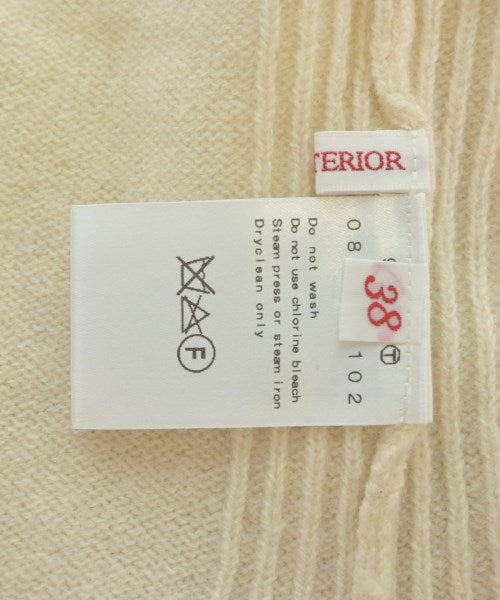 TERIOR
38
T
08
102
Do not wash
Do not use chlorine bleach
Steam press or steam iron
Dryclean only
F